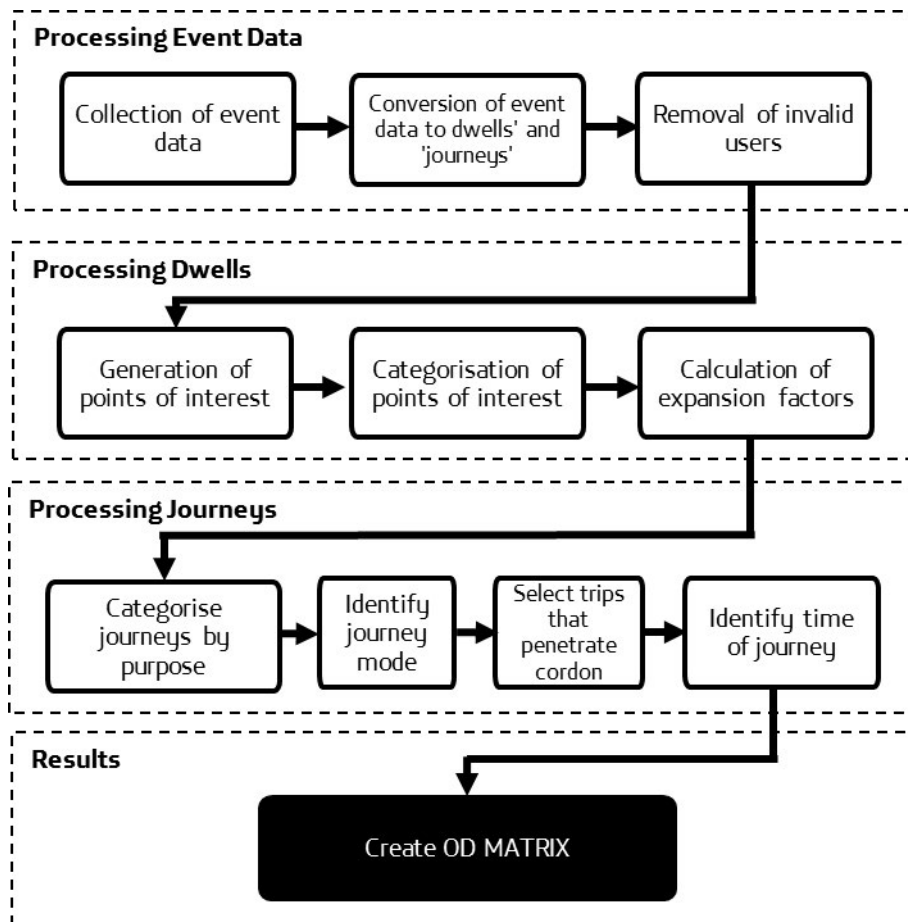 Processing Event Data
Collection of event
data
Conversion of event
data to dwells' and
'journeys'
Removal of invalid
users
Processing Dwells
Generation of
points of interest
Categorisation of
points of interest
Calculation of
expansion factors
Processing Journeys
Categorise
journeys by
purpose
Identify
journey
mode
Select trips
that
penetrate
cordon
Identify time
of journey
Results
Create OD MATRIX